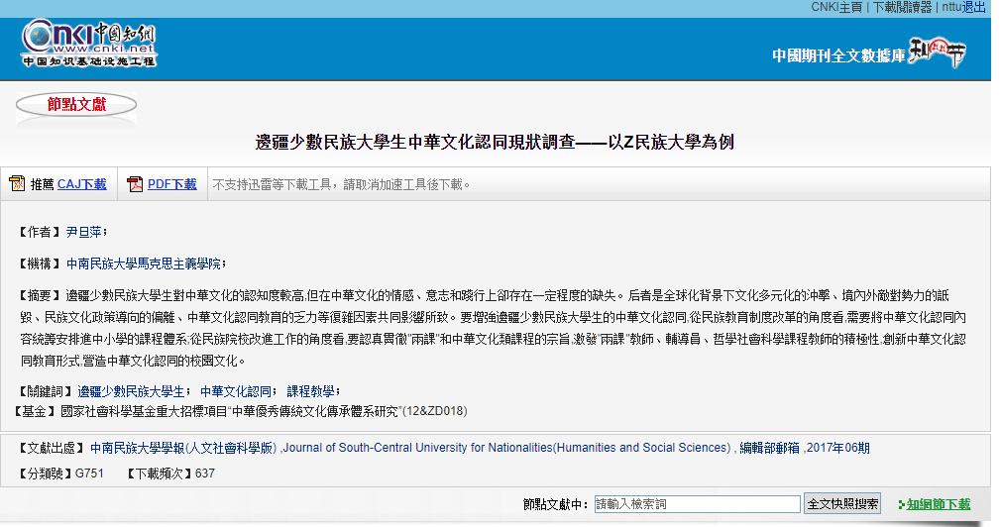 CNKI主頁 | 下載閱讀器 | nttu退出
Cnki中國知網
www.cnki.net
中国知识基础设施工程
中國期刊全文數據庫
節點文獻
邊疆少數民族大學生中華文化認同現狀調查——以Z民族大學為例
推薦 CAJ下載 PDF下載 不支持迅雷等下載工具，請取消加速工具後下載。
【作者】 尹旦萍；
【機構】 中南民族大學馬克思主義學院；
【摘要】 邊疆少數民族大學生對中華文化的認知度較高,但在中華文化的情感、意志和踐行上卻存在一定程度的缺失。后者是全球化背景下文化多元化的沖擊、境內外敵對勢力的詆
毀、民族文化政策導向的偏離、中華文化認同教育的乏力等復雜因素共同影響所致。要增強邊疆少數民族大學生的中華文化認同,從民族教育制度改革的角度看,需要將中華文化認同內
容統籌安排進中小學的課程體系;從民族院校改進工作的角度看,要認真貫徹"兩課"和中華文化類課程的宗旨,激發"兩課"教師、輔導員、哲學社會科學課程教師的積極性,創新中華文化認
同教育形式,營造中華文化認同的校園文化。
【關鍵詞】 邊疆少數民族大學生； 中華文化認同； 課程教學；
【基金】 國家社會科學基金重大招標項目“中華優秀傳統文化傳承體系研究”(12&ZD018)
【文獻出處】 中南民族大學學報(人文社會科學版) ,Journal of South-Central University for Nationalities(Humanities and Social Sciences) , 編輯部郵箱 ,2017年06期
【分類號】G751 【下載頻次】637
節點文獻中： 請輸入檢索詞 全文快照搜索 知網節下載